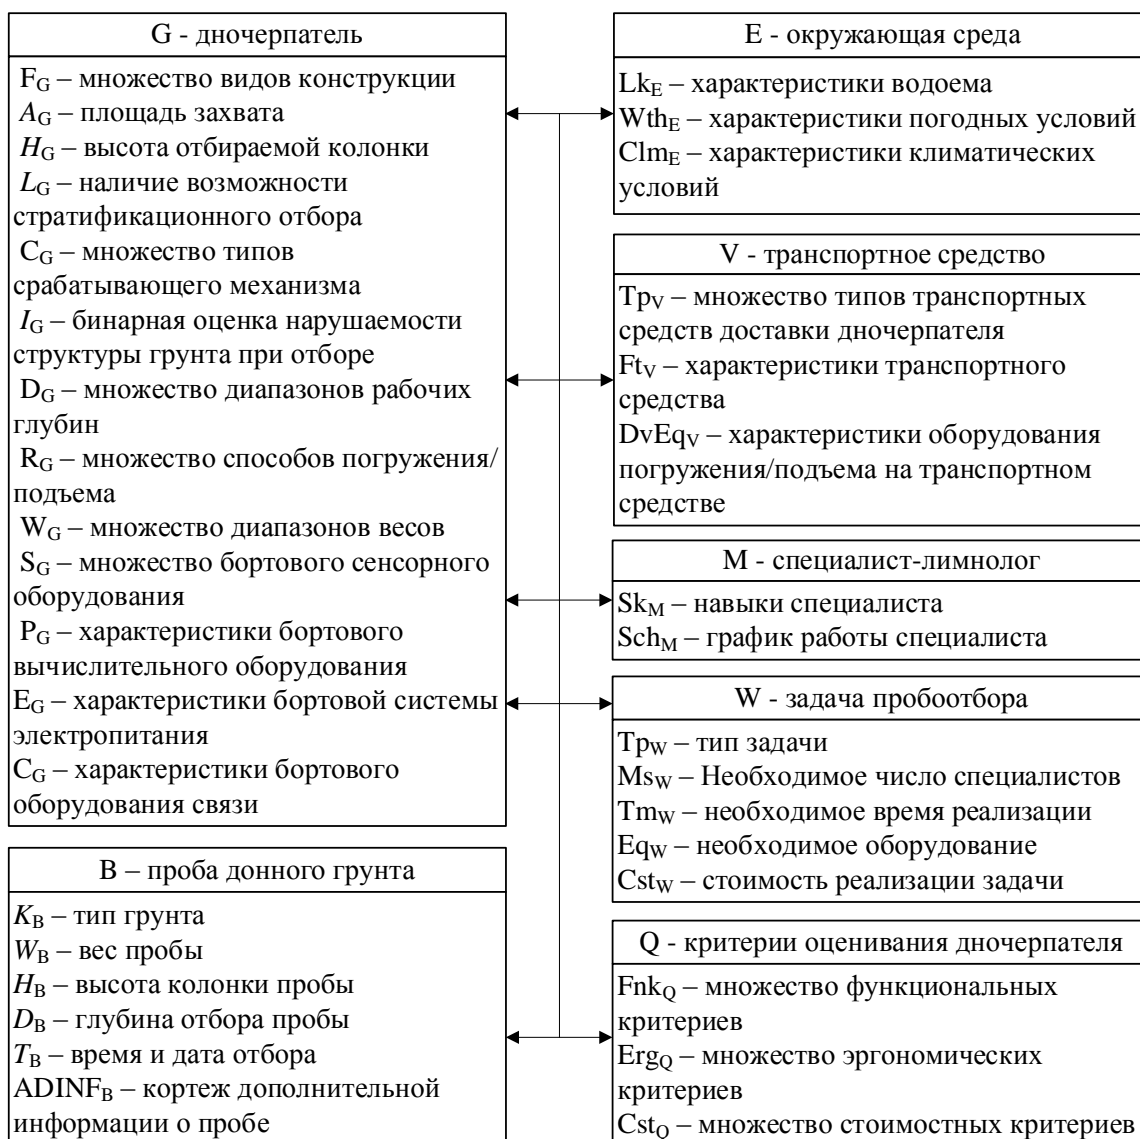 G - дночерпатель
F_G – множество видов конструкции
A_G – площадь захвата
H_G – высота отбираемой колонки
L_G – наличие возможности
стратификационного отбора
C_G – множество типов
срабатывающего механизма
I_G – бинарная оценка нарушаемости
структуры грунта при отборе
D_G – множество диапазонов рабочих
глубин
R_G – множество способов погружения/
подъема
W_G – множество диапазонов весов
S_G – множество бортового сенсорного
оборудования
P_G – характеристики бортового
вычислительного оборудования
E_G – характеристики бортовой системы
электропитания
C_G – характеристики бортового
оборудования связи
B – проба донного грунта
K_B – тип грунта
W_B – вес пробы
H_B – высота колонки пробы
D_B – глубина отбора пробы
T_B – время и дата отбора
ADINF_B – кортеж дополнительной
информации о пробе
E - окружающая среда
Lk_E – характеристики водоема
Wth_E – характеристики погодных условий
Clm_E – характеристики климатических
условий
V - транспортное средство
Tp_V – множество типов транспортных
средств доставки дночерпателя
Ft_V – характеристики транспортного
средства
DvEq_V – характеристики оборудования
погружения/подъема на транспортном
средстве
M - специалист-лимнолог
Sk_M – навыки специалиста
Sch_M – график работы специалиста
W - задача пробоотбора
Tp_W – тип задачи
Ms_W – Необходимое число специалистов
Tm_W – необходимое время реализации
Eq_W – необходимое оборудование
Cst_W – стоимость реализации задачи
Q - критерии оценивания дночерпателя
Fnk_Q – множество функциональных
критериев
Erg_Q – множество эргономических
критериев
Cst_Q – множество стоимостных критериев